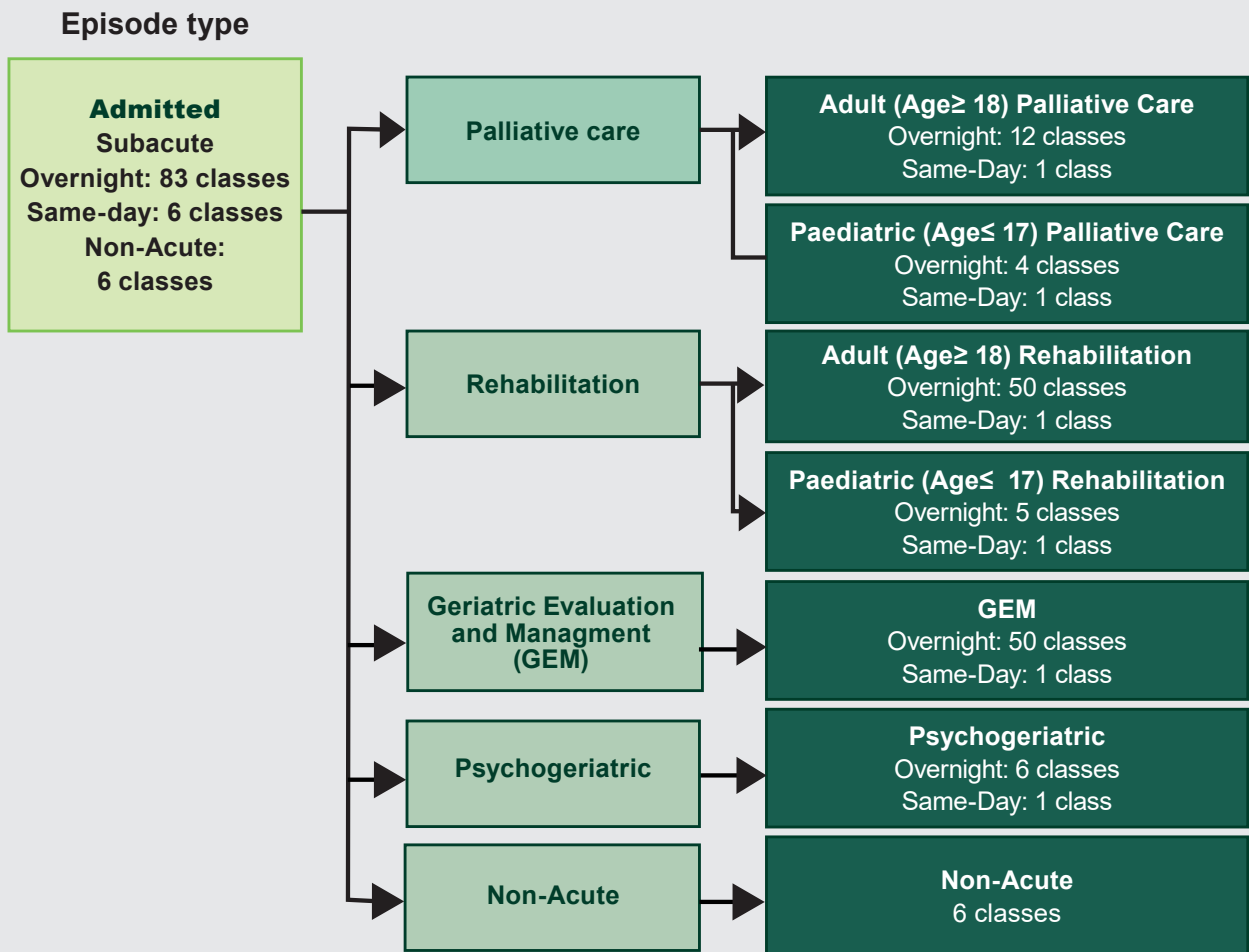 Episode type
Admitted
Subacute
Overnight: 83 classes
Same-day: 6 classes
Non-Acute:
6 classes
Palliative care
Adult (Age≥ 18) Palliative Care
Overnight: 12 classes
Same-Day: 1 class
Paediatric (Age≤ 17) Palliative Care
Overnight: 4 classes
Same-Day: 1 class
Rehabilitation
Adult (Age≥ 18) Rehabilitation
Overnight: 50 classes
Same-Day: 1 class
Paediatric (Age≤ 17) Rehabilitation
Overnight: 5 classes
Same-Day: 1 class
Geriatric Evaluation
and Managment
(GEM)
GEM
Overnight: 50 classes
Same-Day: 1 class
Psychogeriatric
Psychogeriatric
Overnight: 6 classes
Same-Day: 1 class
Non-Acute
Non-Acute
6 classes